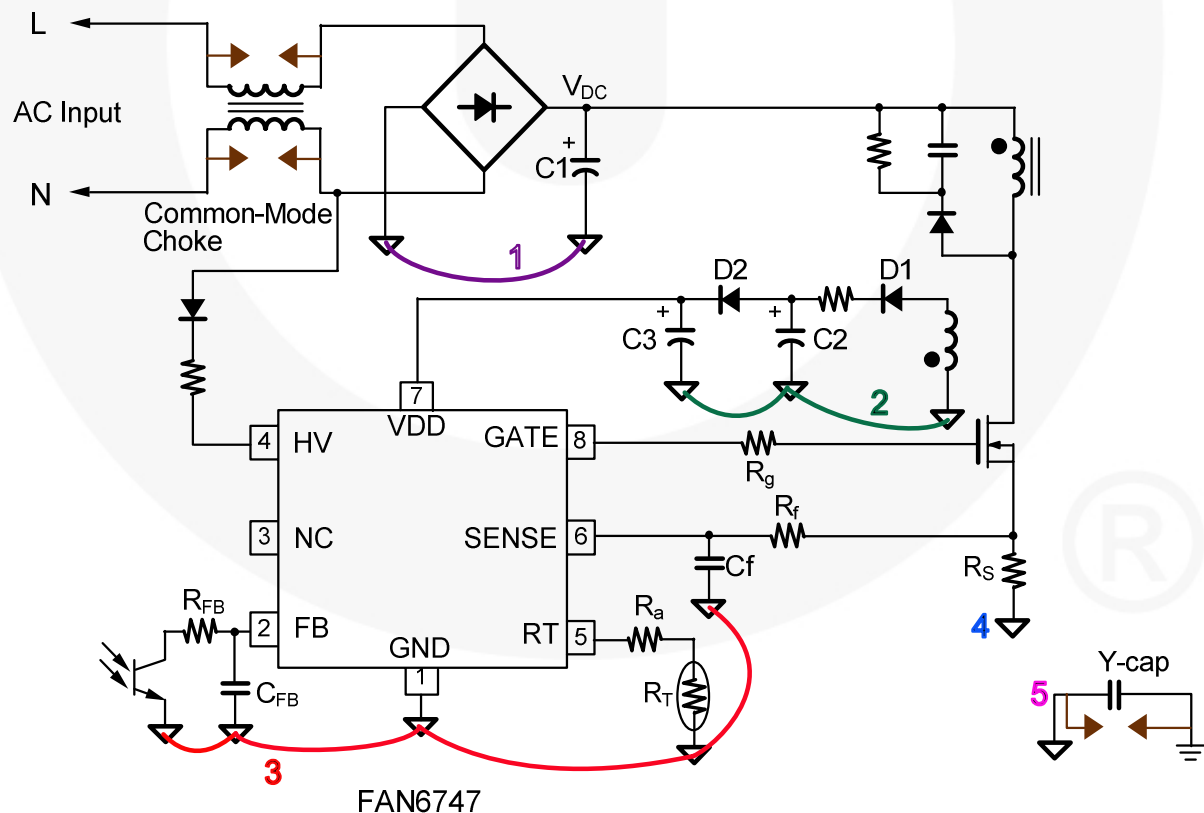 L
AC Input
N
Common-Mode
Choke
VDC
+
C1
1
D2
D1
+
C3
+
C2
2
7
VDD
4
HV
GATE
8
Rg
3
NC
SENSE
6
Rf
Cf
RS
4
RFB
2
FB
GND
1
RT
5
Ra
RT
CFB
3
Y-cap
5
FAN6747
R